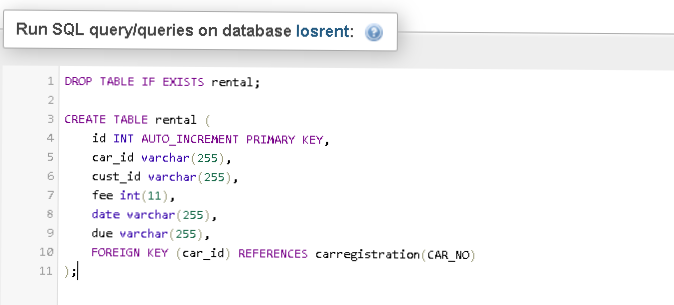 Run SQL query/queries on database losrent:
1 DROP TABLE IF EXISTS rental;
2
3 CREATE TABLE rental (
4 id INT AUTO_INCREMENT PRIMARY KEY,
5 car_id varchar(255),
6 cust_id varchar(255),
7 fee int(11),
8 date varchar(255),
9 due varchar(255),
10 FOREIGN KEY (car_id) REFERENCES carregistration(CAR_NO)
11 );